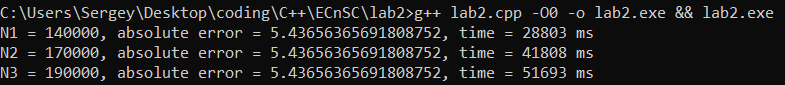 C:\Users\Sergey\Desktop\coding\C++\ECnSC\lab2>g++ lab2.cpp -O0 -o lab2.exe && lab2.exe
N1 = 140000, absolute error = 5.43656365691808752, time = 28803 ms
N2 = 170000, absolute error = 5.43656365691808752, time = 41808 ms
N3 = 190000, absolute error = 5.43656365691808752, time = 51693 ms